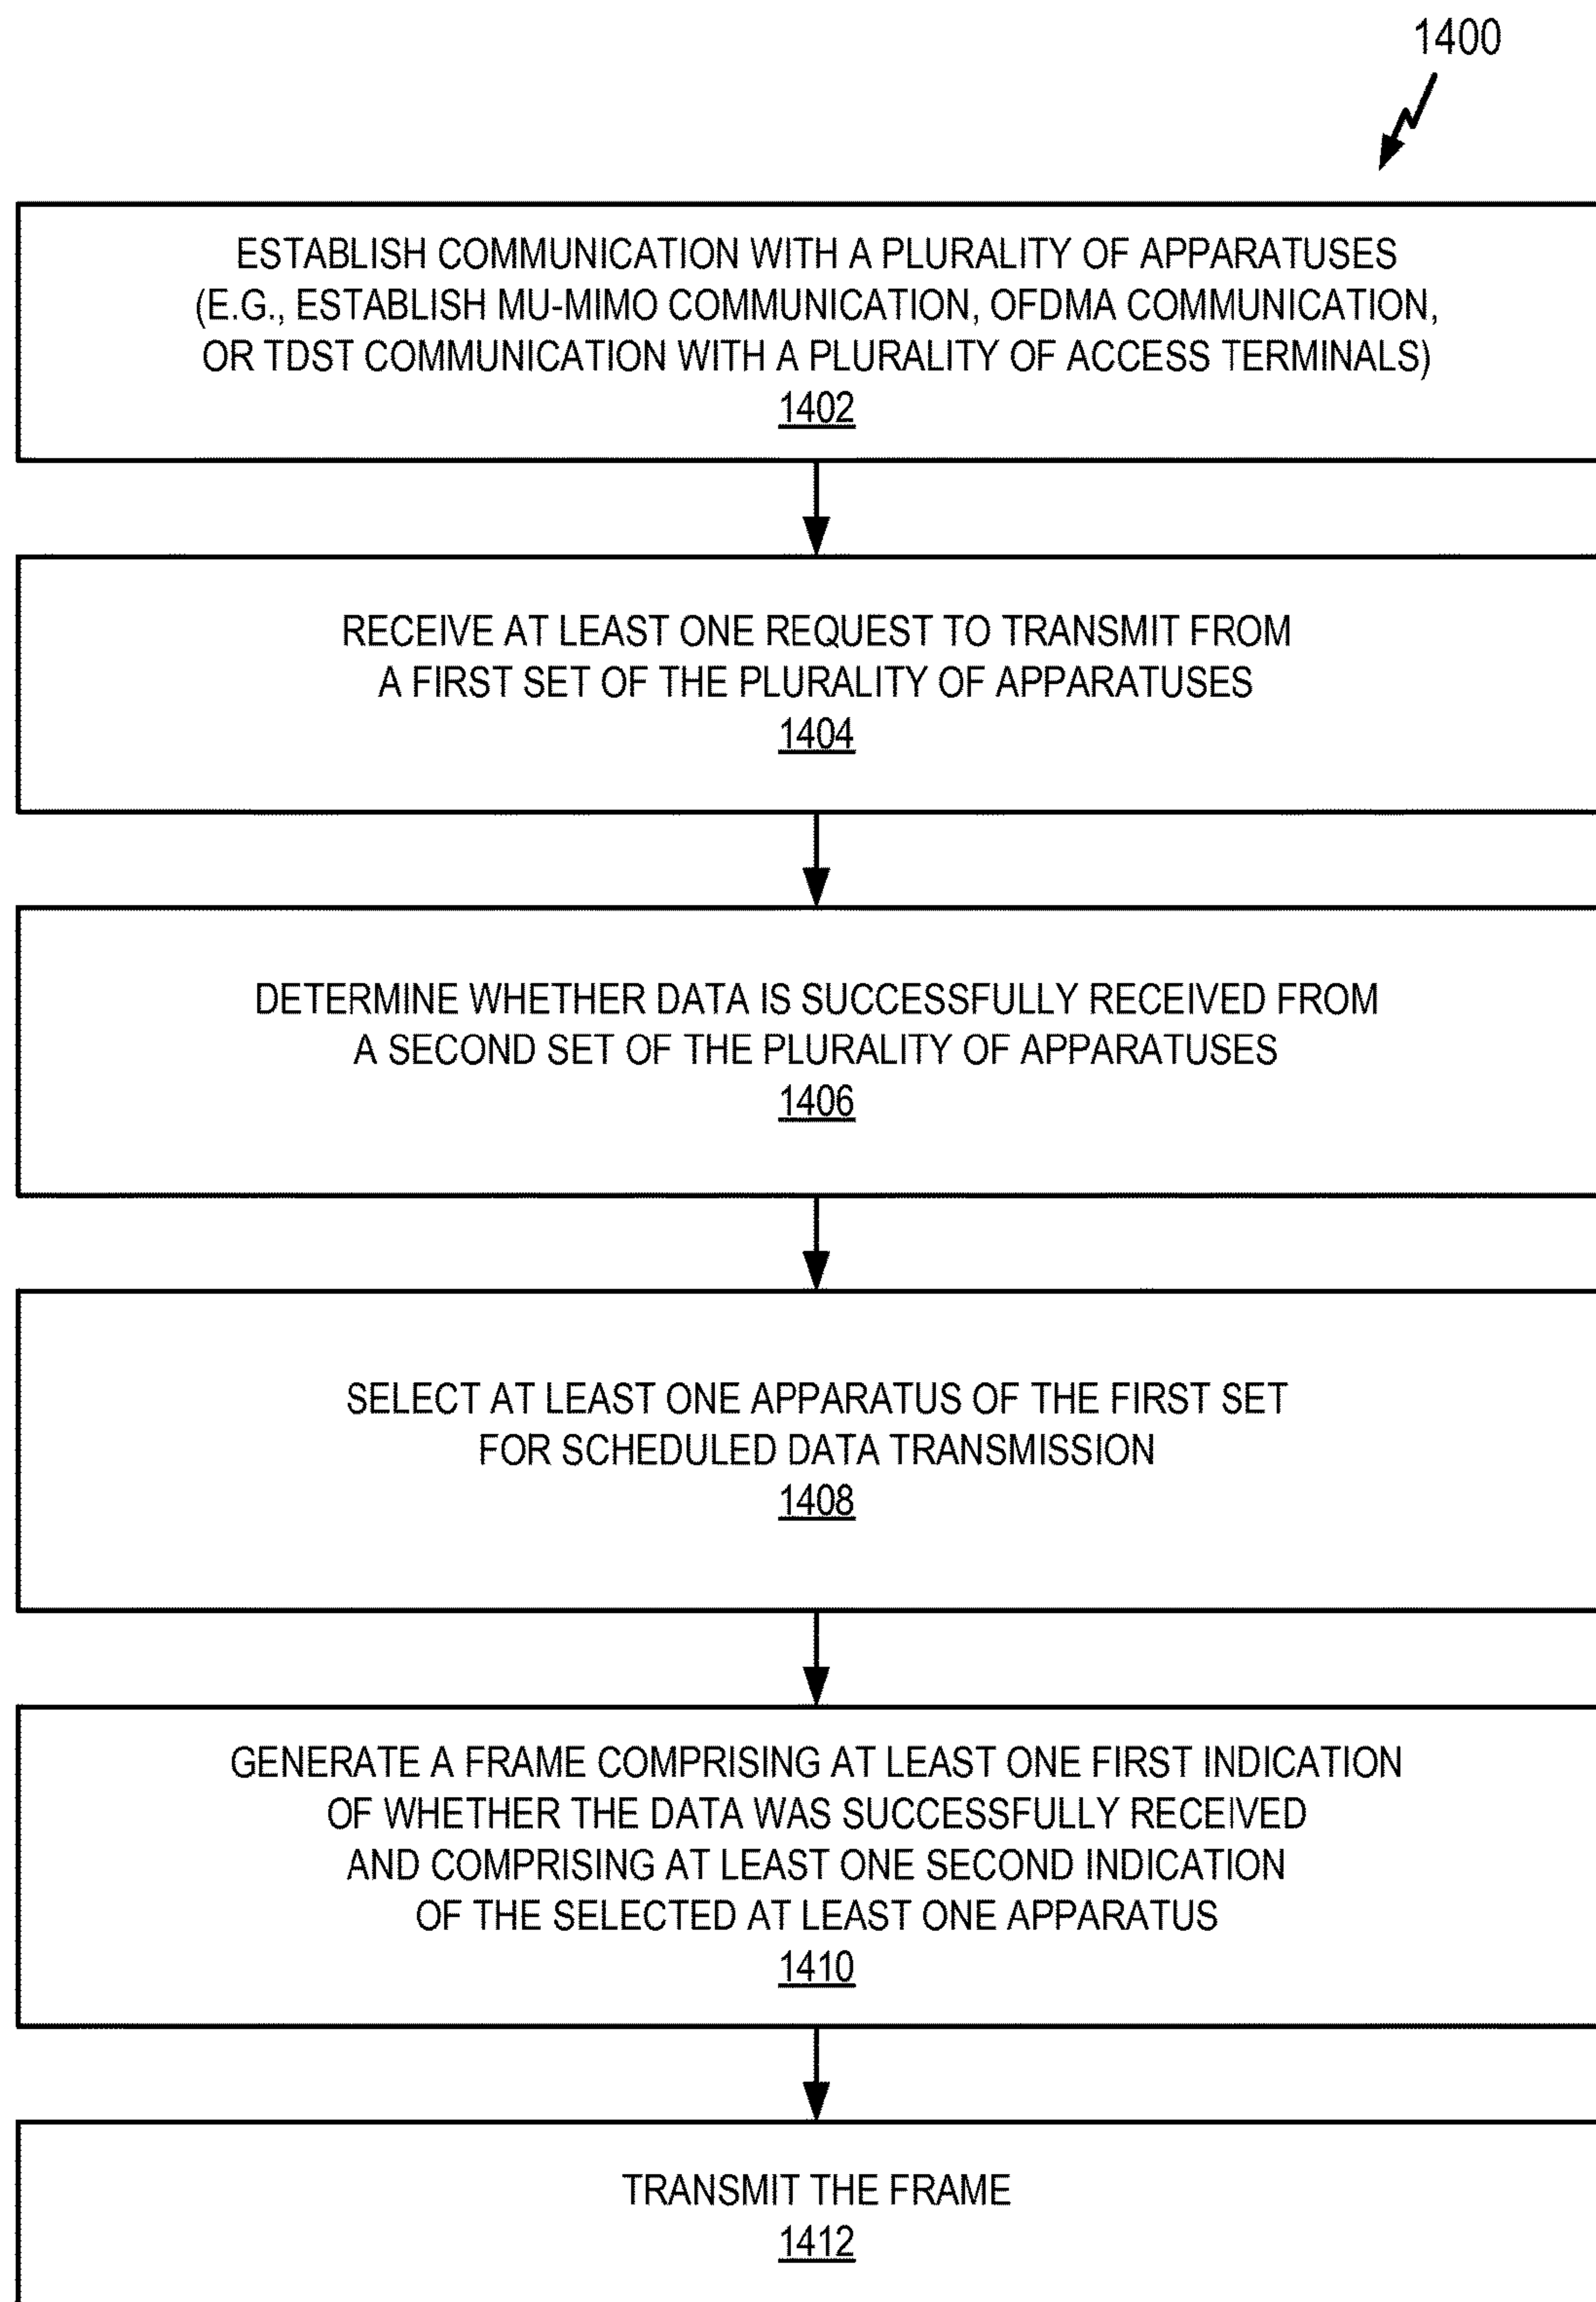 1400
ESTABLISH COMMUNICATION WITH A PLURALITY OF APPARATUSES
(E.G., ESTABLISH MU-MIMO COMMUNICATION, OFDMA COMMUNICATION,
OR TDST COMMUNICATION WITH A PLURALITY OF ACCESS TERMINALS)
1402
RECEIVE AT LEAST ONE REQUEST TO TRANSMIT FROM
A FIRST SET OF THE PLURALITY OF APPARATUSES
1404
DETERMINE WHETHER DATA IS SUCCESSFULLY RECEIVED FROM
A SECOND SET OF THE PLURALITY OF APPARATUSES
1406
SELECT AT LEAST ONE APPARATUS OF THE FIRST SET
FOR SCHEDULED DATA TRANSMISSION
1408
GENERATE A FRAME COMPRISING AT LEAST ONE FIRST INDICATION
OF WHETHER THE DATA WAS SUCCESSFULLY RECEIVED
AND COMPRISING AT LEAST ONE SECOND INDICATION
OF THE SELECTED AT LEAST ONE APPARATUS
1410
TRANSMIT THE FRAME
1412